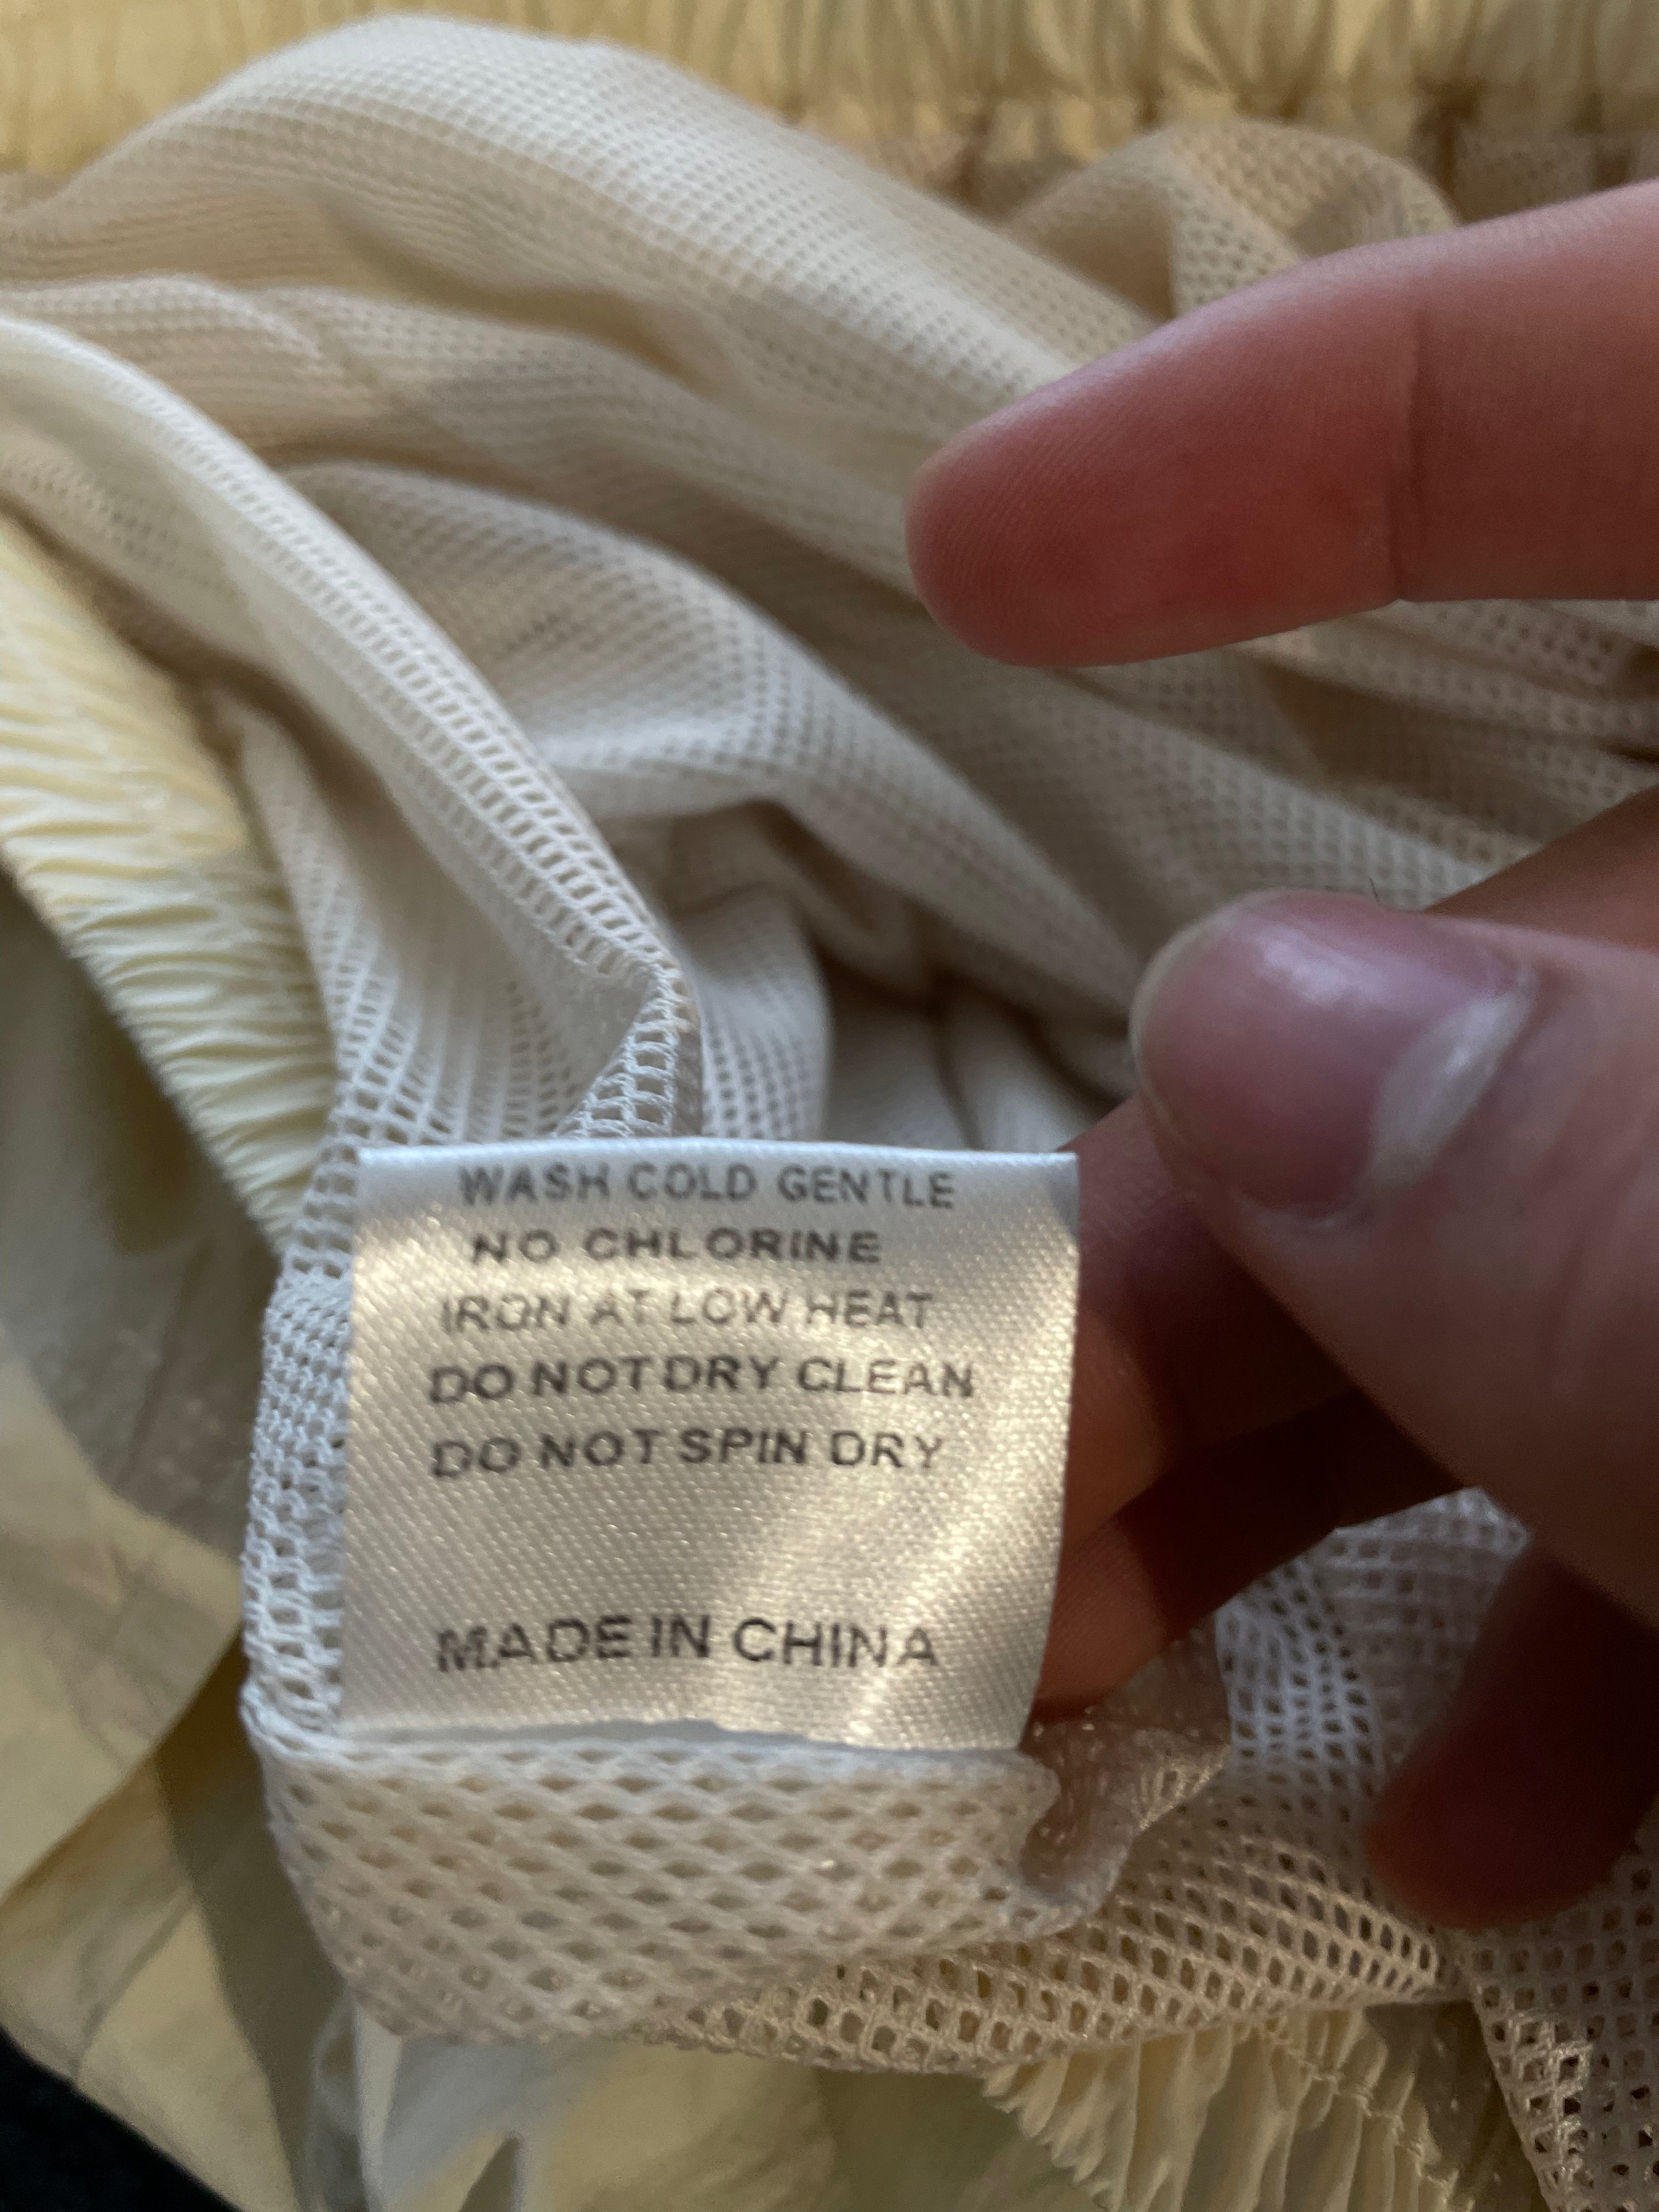 WASH COLD GENTLE
NO CHLORINE
IRON AT LOW HEAT
DO NOT DRY CLEAN
DO NOT SPIN DRY
MADE IN CHINA